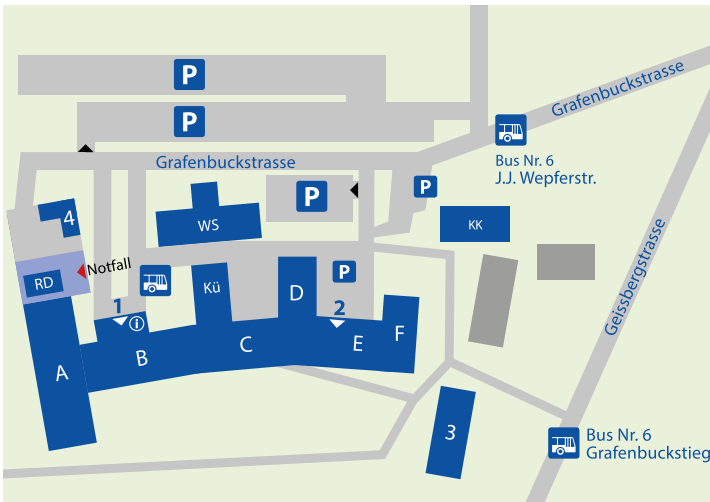 P
P
Grafenbuckstrasse
Bus Nr. 6
J.J. Wepferstr.
Grafenbuckstrasse
P
P
4
WS
KK
Notfall
RD
P
Kü
D
1
i
2
F
A
B
C
E
3
Geissbergstrasse
Bus Nr. 6
Grafenbuckstieg